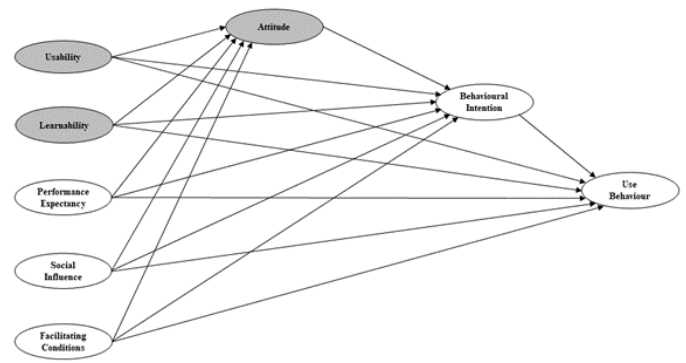 Attitude
Usability
Behavioural
Intention
Learnability
Performance
Expectancy
Use
Behaviour
Social
Influence
Facilitating
Conditions